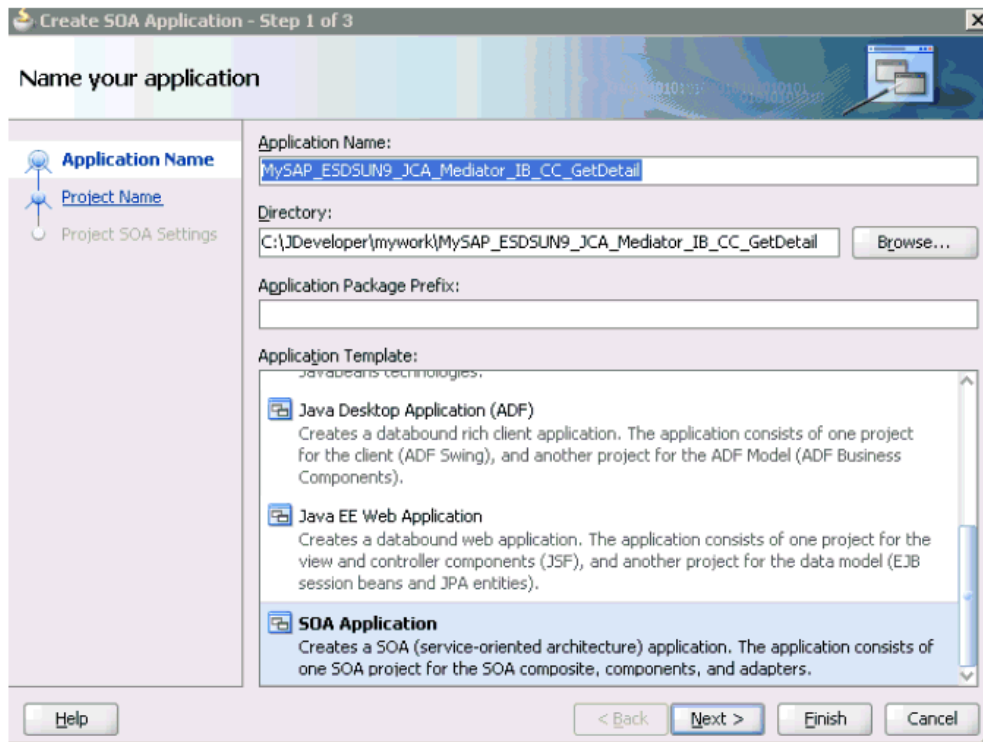 Create SOA Application - Step 1 of 3
Name your application
Application Name
Project Name
Project SOA Settings
Application Name:
MySAP_ESDSUN9_JCA_Mediator_IB_CC_GetDetail
Directory:
C:\JDeveloper\mywork\MySAP_ESDSUN9_JCA_Mediator_IB_CC_GetDetail
Browse...
Application Package Prefix:
Application Template:
Javabeans technologies.
Java Desktop Application (ADF)
Creates a databound rich client application. The application consists of one project
for the client (ADF Swing), and another project for the ADF Model (ADF Business
Components).
Java EE Web Application
Creates a databound web application. The application consists of one project for the
view and controller components (JSF), and another project for the data model (EJB
session beans and JPA entities).
SOA Application
Creates a SOA (service-oriented architecture) application. The application consists of
one SOA project for the SOA composite, components, and adapters.
Help
< Back
Next >
Finish
Cancel